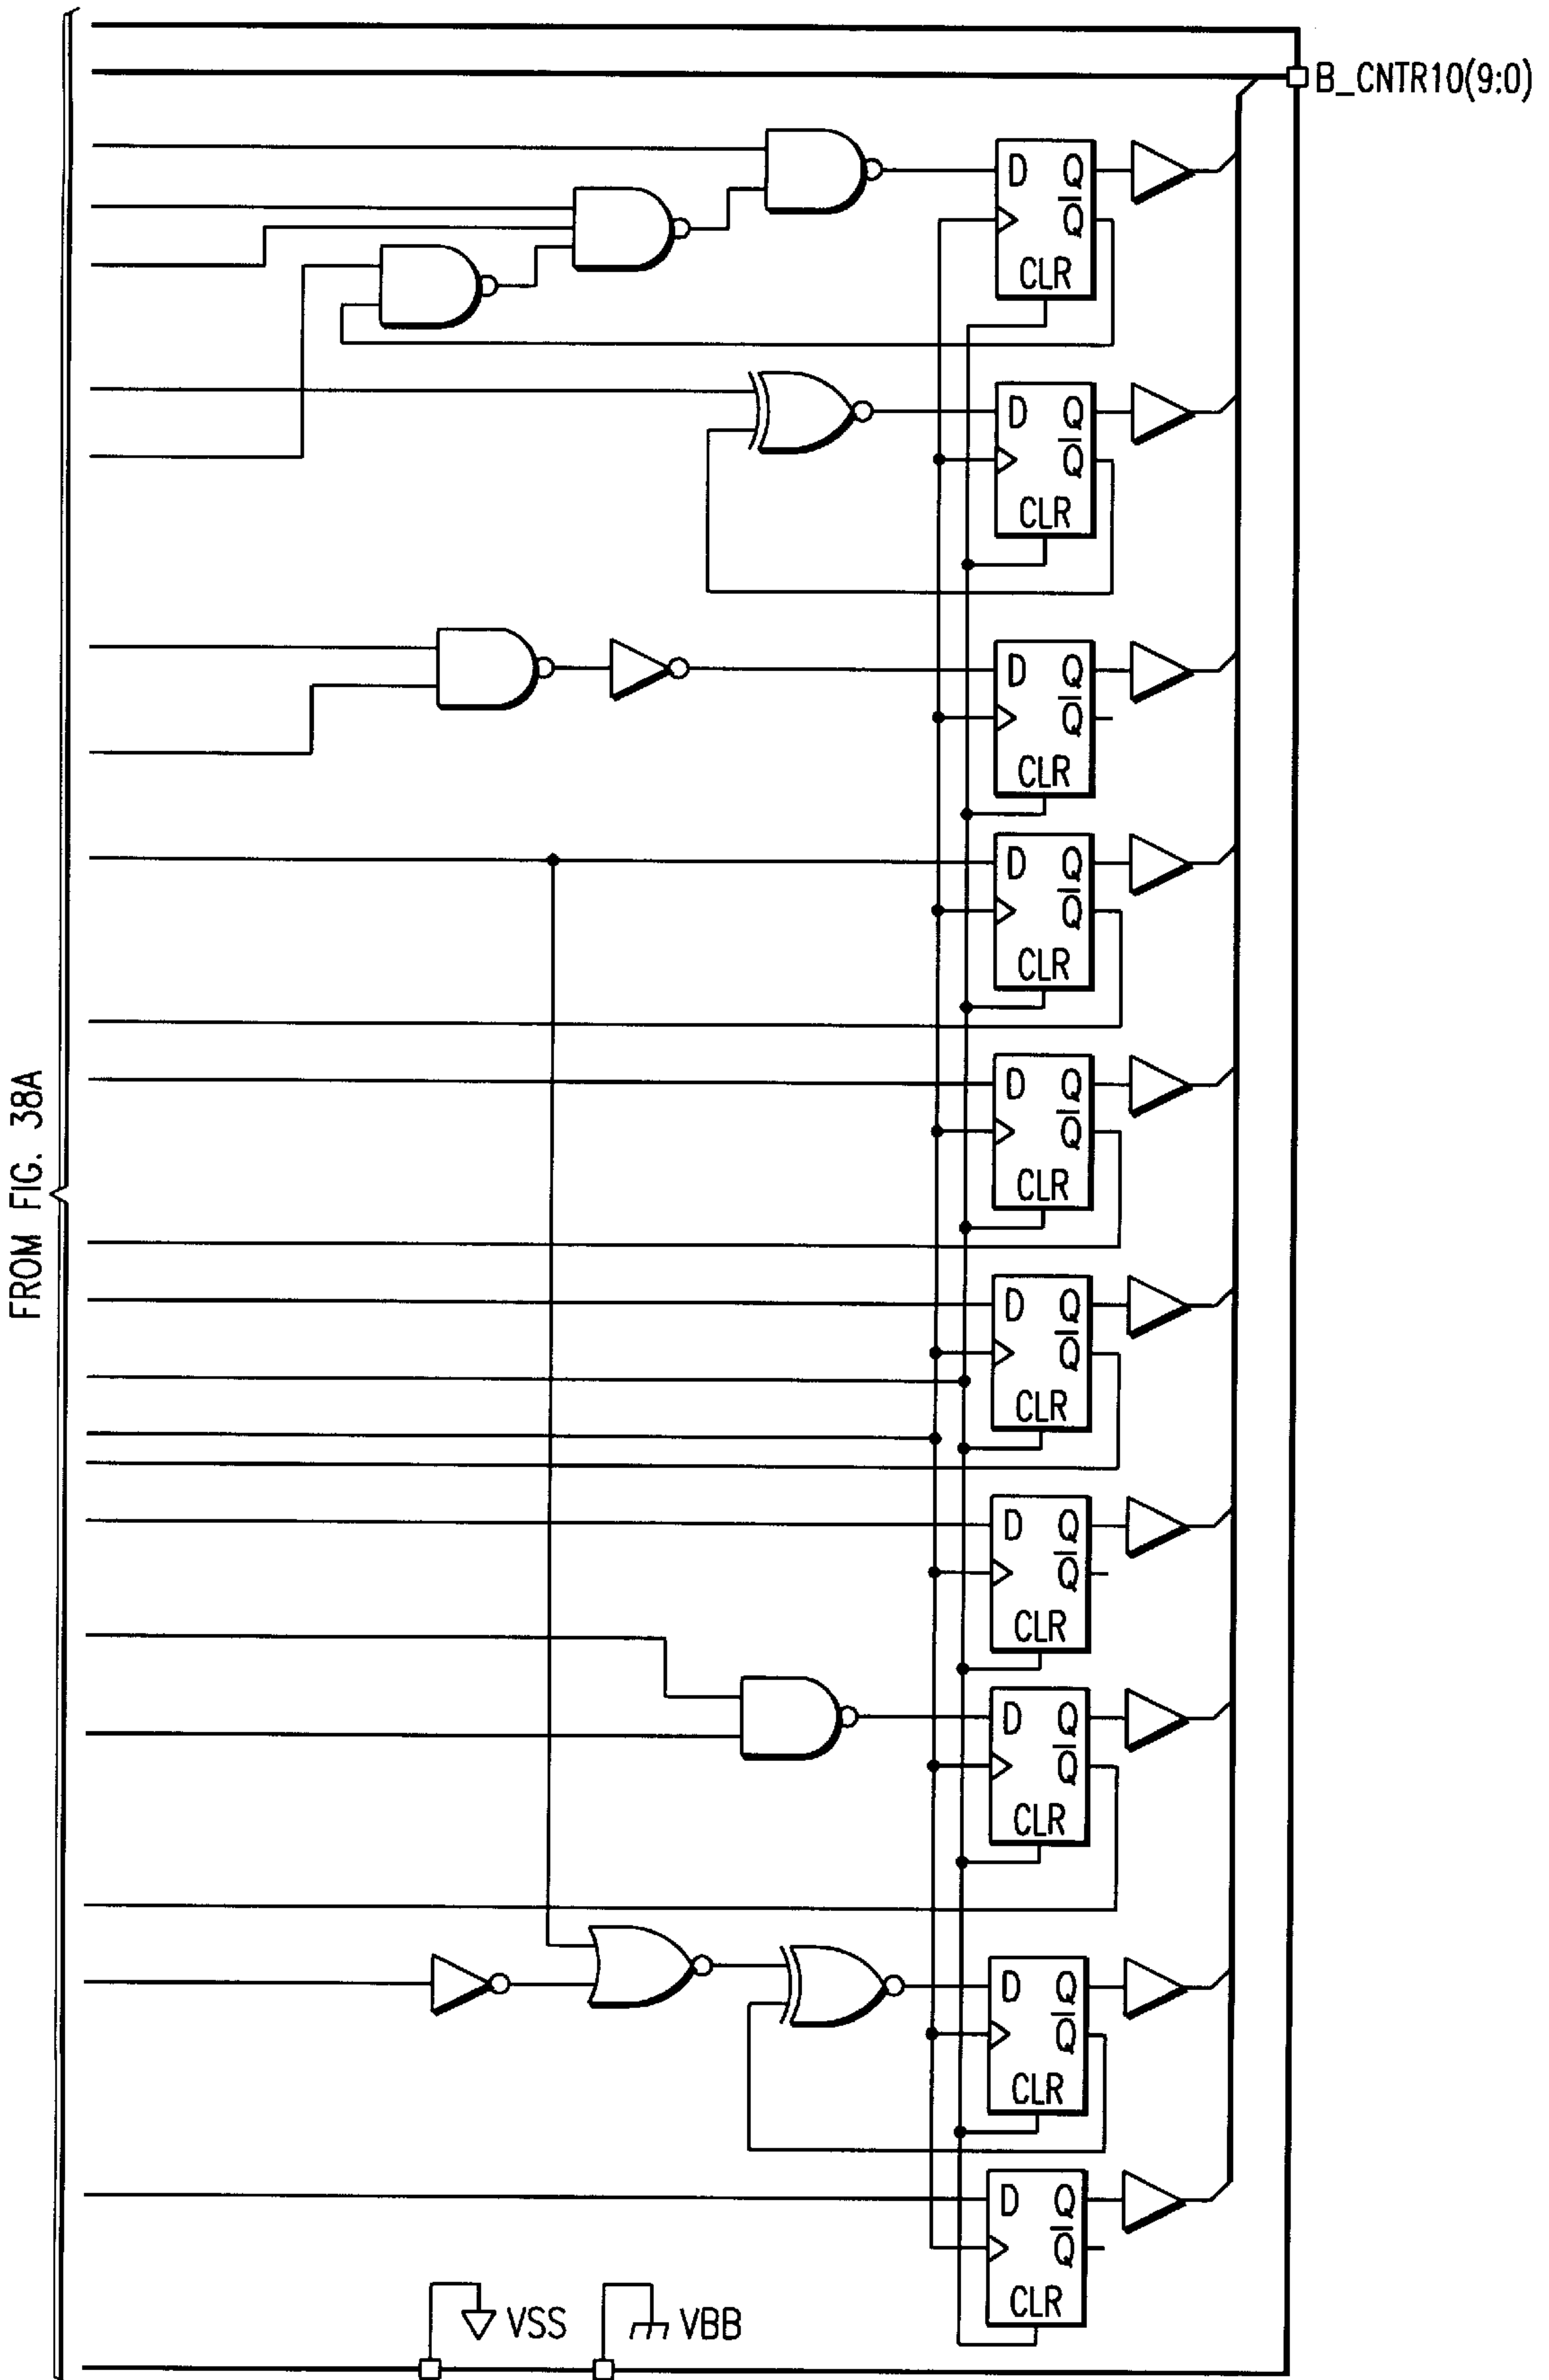 B_CNTR10(9:0)
D Q
Q̅
CLR
D Q
Q̅
CLR
D Q
Q̅
CLR
D Q
Q̅
CLR
FROM FIG. 38A
D Q
Q̅
CLR
D Q
Q̅
CLR
D Q
Q̅
CLR
D Q
Q̅
CLR
D Q
Q̅
CLR
D Q
Q̅
CLR
VSS VBB